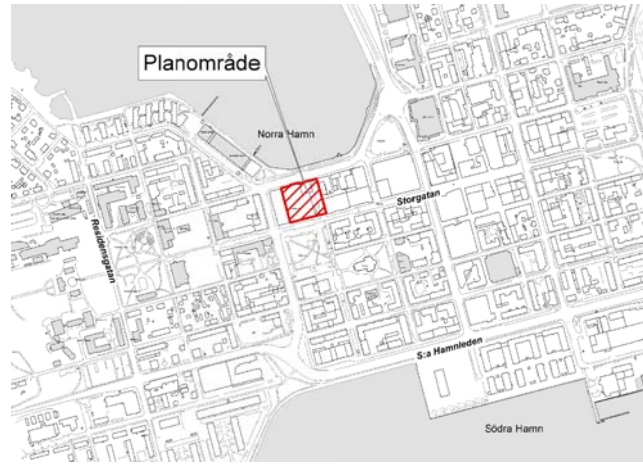 Planområde
Norra Hamn
Storgatan
Residensgatan
S:a Hamnleden
Södra Hamn